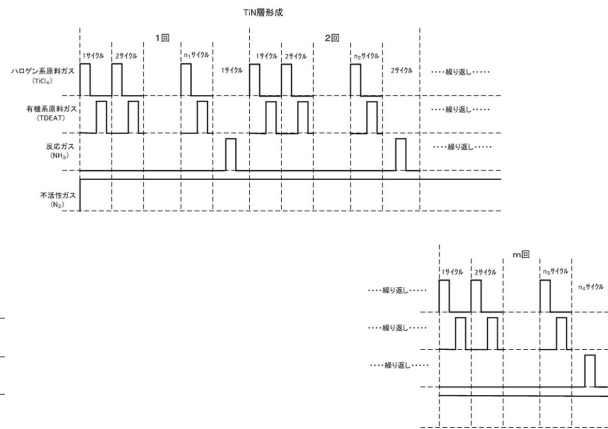 TiN層形成
1回 2回
1サイクル 2サイクル n₁サイクル 1サイクル 1サイクル 2サイクル n₂サイクル 2サイクル
ハロゲン系原料ガス ････繰り返し･････
(TiCl₄)
有機系原料ガス ････繰り返し･････
(TDEAT)
反応ガス ････繰り返し･････
(NH₃)
不活性ガス
(N₂)
m回
1サイクル 2サイクル n₃サイクル n₄サイクル
････繰り返し･････
････繰り返し･････
････繰り返し･････